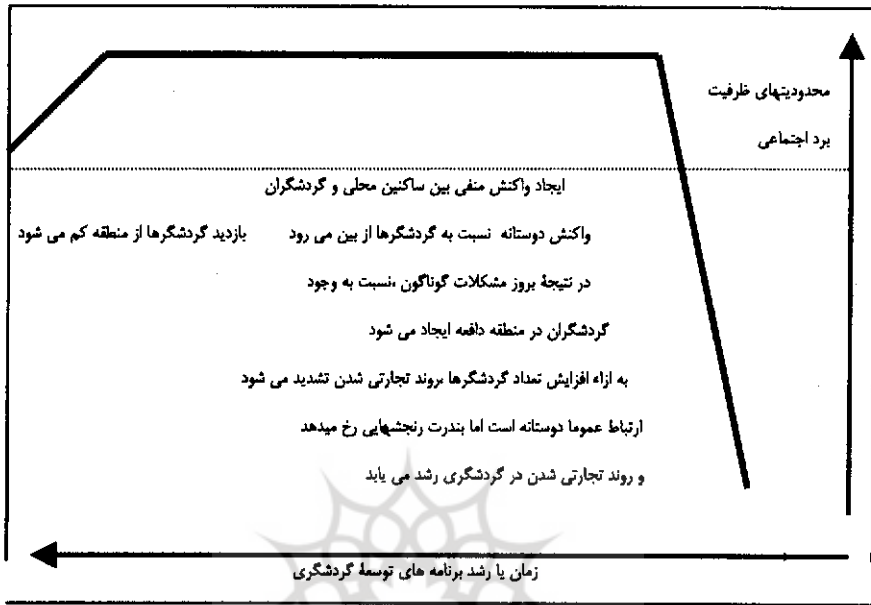 محدودیتهای ظرفیت
برد اجتماعی
ایجاد واکنش منفی بین ساکنین محلی و گردشگران
واکنش دوستانه نسبت به گردشگرها از بین می رود
بازدید گردشگرها از منطقه کم می شود
در نتیجۀ بروز مشکلات گوناگون ،نسبت به وجود
گردشگران در منطقه دافعه ایجاد می شود
به ازاء افزایش تعداد گردشگرها ،روند تجارتی شدن تشدید می شود
ارتباط عموما دوستانه است اما بندرت رنجشهایی رخ میدهد
و روند تجارتی شدن در گردشگری رشد می یابد
زمان یا رشد برنامه های توسعۀ گردشگری